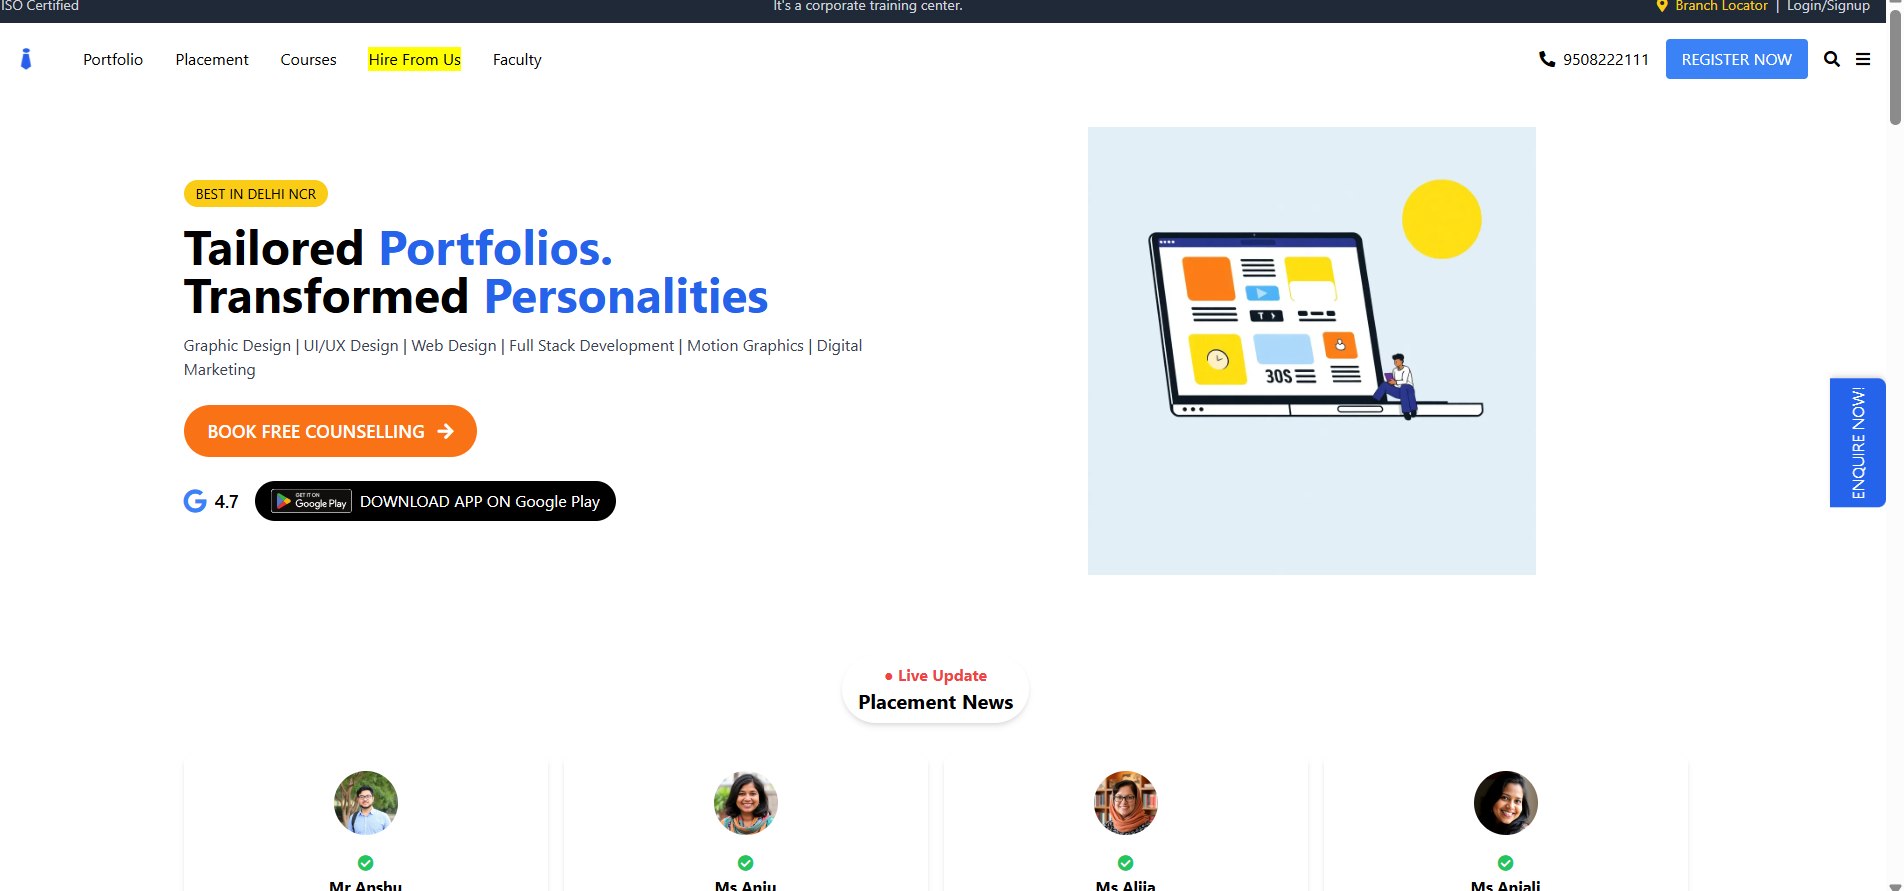 ISO Certified
It's a corporate training center.
Branch Locator | Login/Signup
Portfolio
Placement
Courses
Hire From Us
Faculty
9508222111
REGISTER NOW
BEST IN DELHI NCR
Tailored Portfolios.
Transformed Personalities
Graphic Design | UI/UX Design | Web Design | Full Stack Development | Motion Graphics | Digital
Marketing
BOOK FREE COUNSELLING
4.7
GET IT ON
Google Play
DOWNLOAD APP ON Google Play
T
30S
ENQUIRE NOW!
Live Update
Placement News
Mr Anshu
Ms Anju
Ms Alija
Ms Anjali